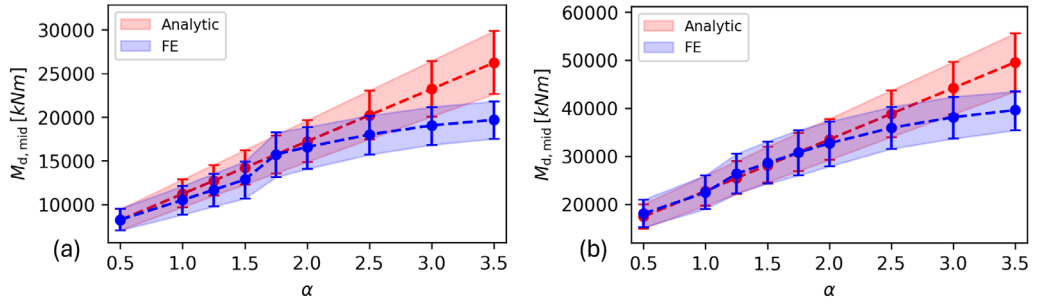 30000
25000
20000
15000
10000
M_d, mid [kNm]
Analytic
FE
0.5 1.0 1.5 2.0 2.5 3.0 3.5
α
(a)
60000
50000
40000
30000
20000
M_d, mid [kNm]
Analytic
FE
0.5 1.0 1.5 2.0 2.5 3.0 3.5
α
(b)